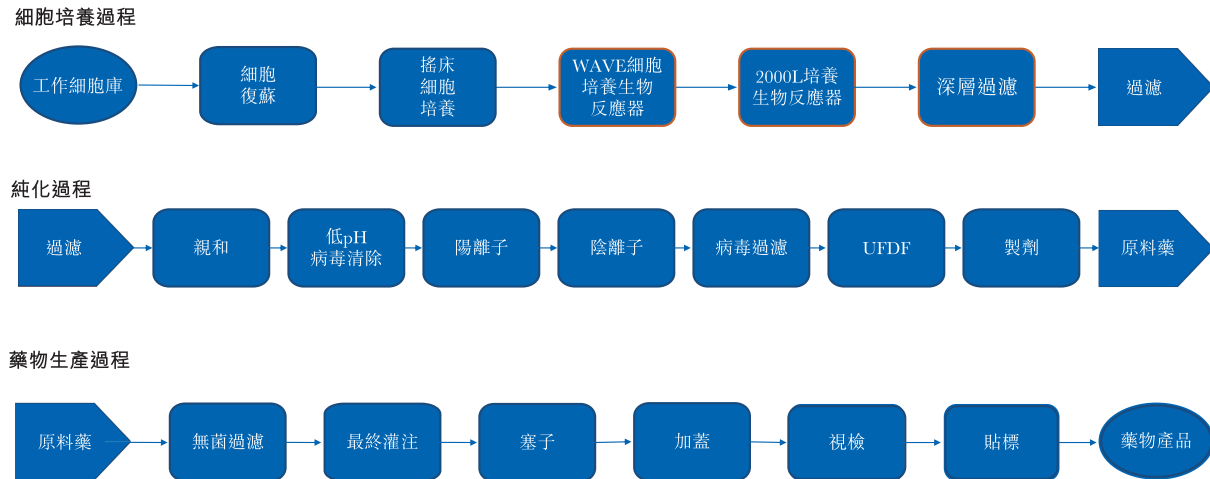 細胞培養過程
工作細胞庫
細胞
復蘇
搖床
細胞
培養
WAVE細胞
培養生物
反應器
2000L培養
生物反應器
深層過濾
過濾
純化過程
過濾
親和
低pH
病毒清除
陽離子
陰離子
病毒過濾
UFDF
製劑
原料藥
藥物生產過程
原料藥
無菌過濾
最終灌注
塞子
加蓋
視檢
貼標
藥物產品